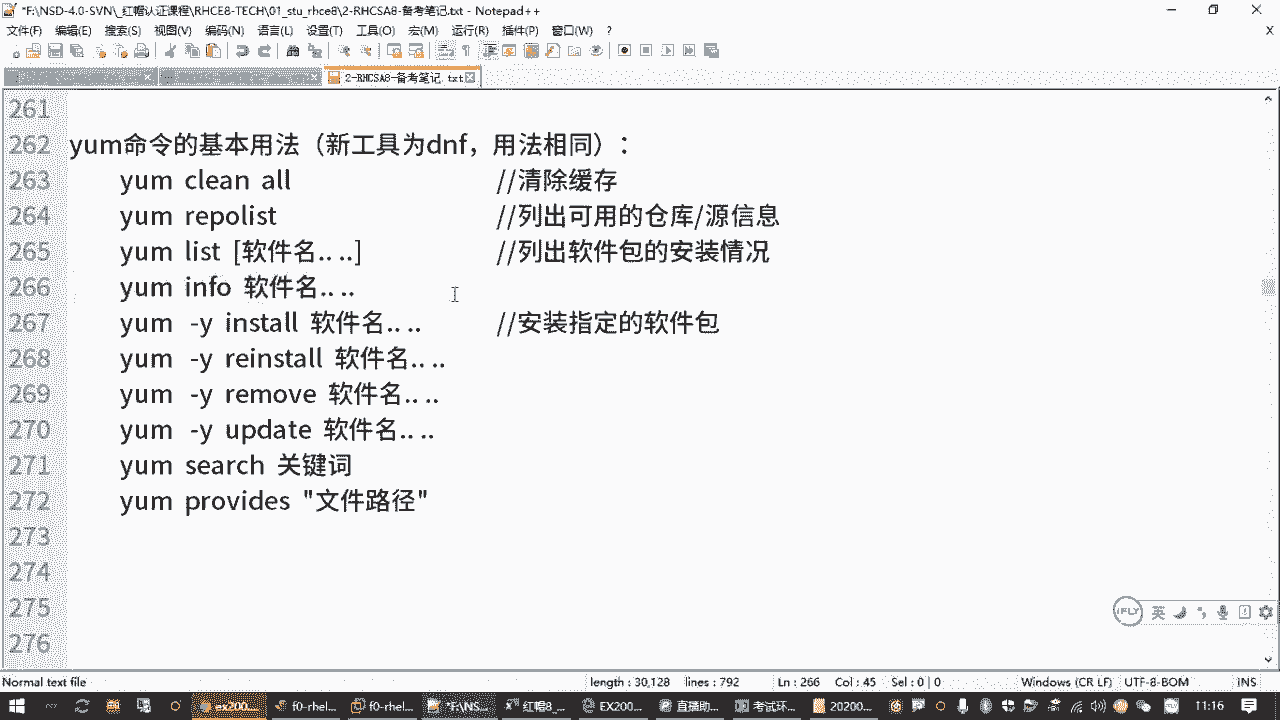 *F:\NSD-4.0-SVN\_红帽认证课程\RHCE8-TECH\01_stu_rhce8\2-RHCSA8-备考笔记.txt - Notepad++
文件(F) 编辑(E) 搜索(S) 视图(V) 编码(N) 语言(L) 设置(T) 工具(O) 宏(M) 运行(R) 插件(P) 窗口(W) ? X
2-RHCSA8-备考笔记.txt
261
262 yum命令的基本用法（新工具为dnf，用法相同）：
263 yum clean all //清除缓存
264 yum repolist //列出可用的仓库/源信息
265 yum list [软件名.. ..] //列出软件包的安装情况
266 yum info 软件名.. ..
267 yum -y install 软件名.. .. //安装指定的软件包
268 yum -y reinstall 软件名.. ..
269 yum -y remove 软件名.. ..
270 yum -y update 软件名.. ..
271 yum search 关键词
272 yum provides "文件路径"
273
274
275
276
iFLY 英
Normal text file length : 30,128 lines : 792 Ln : 266 Col : 45 Sel : 0 | 0 Windows (CR LF) UTF-8-BOM INS
ex200... f0-rhel... f0-rhel... *F:\NS... 红帽8_... EX200... 直播助... 考试环... 20200... 英 11:16